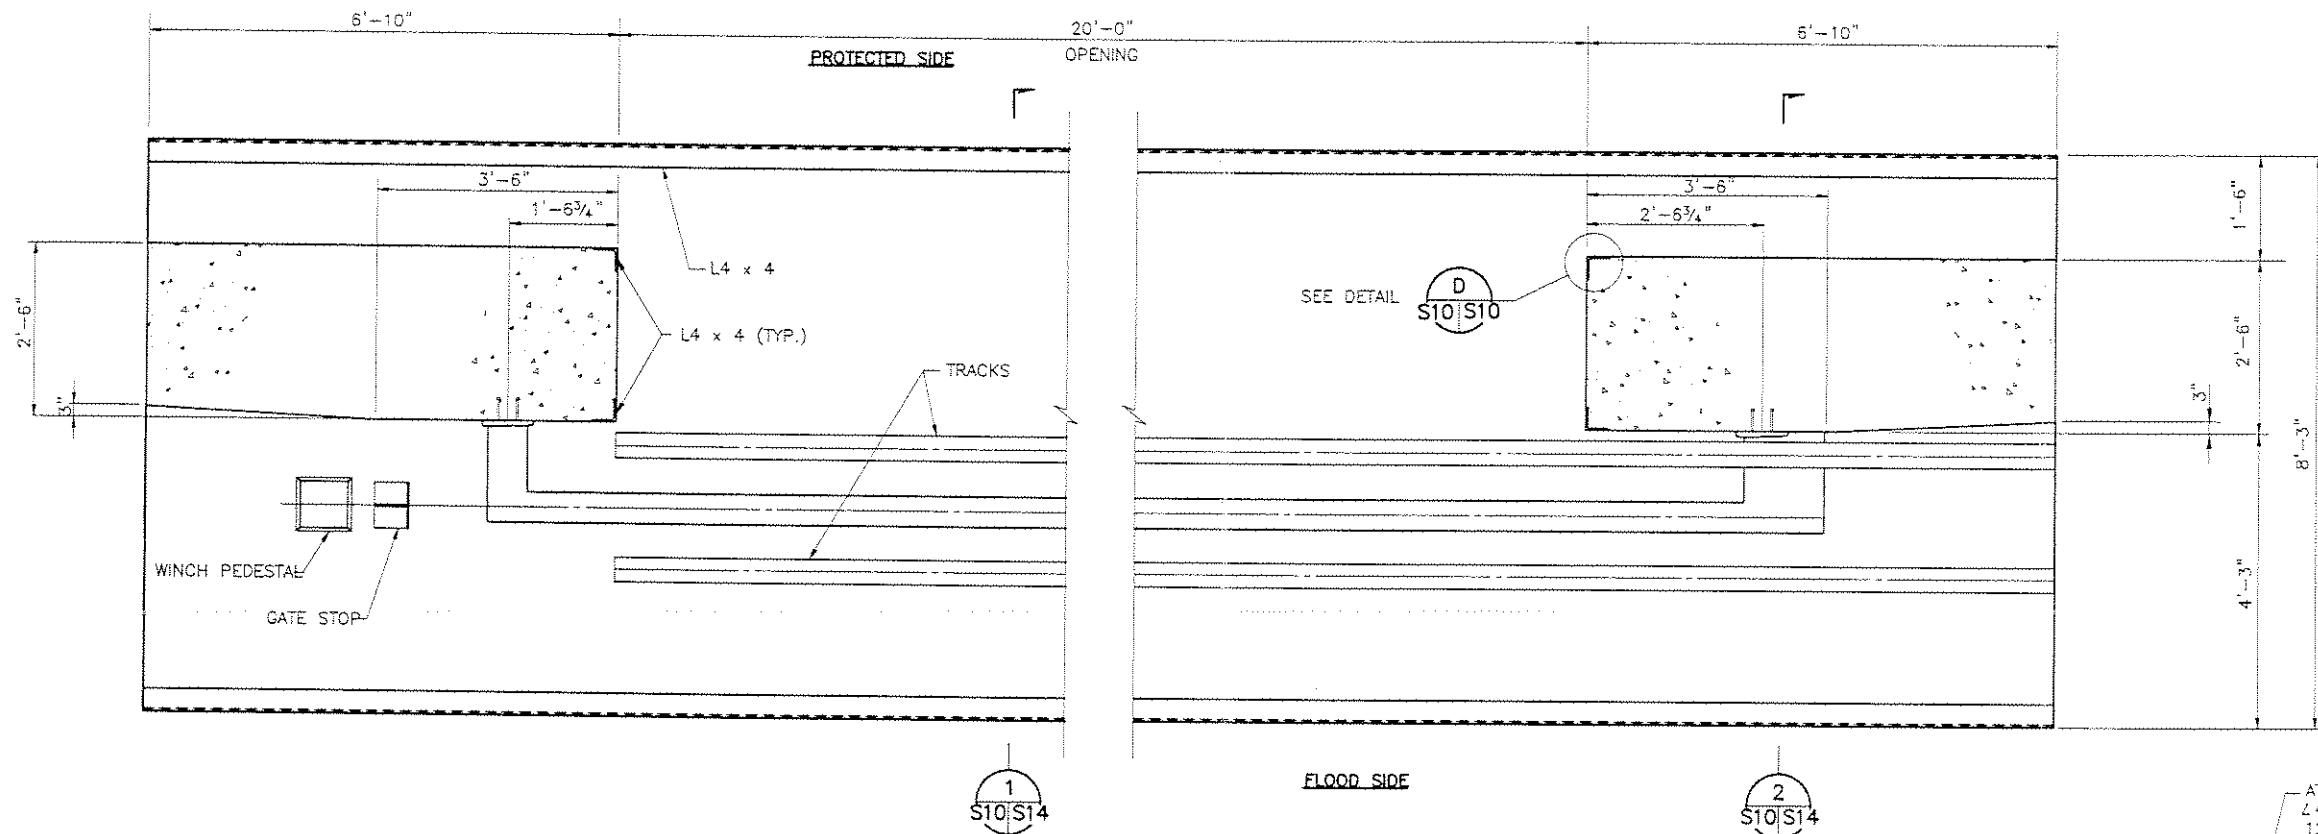 6'-10"
20'-0"
6'-10"
PROTECTED SIDE
OPENING
3'-6"
1'-6¾"
3'-6"
2'-6¾"
1'-6"
L4 x 4
SEE DETAIL
D
S10 S10
2'-6"
L4 x 4 (TYP.)
2'-6"
TRACKS
3"
3"
8'-3"
WINCH PEDESTAL
GATE STOP
4'-3"
FLOOD SIDE
1
S10 S14
2
S10 S14